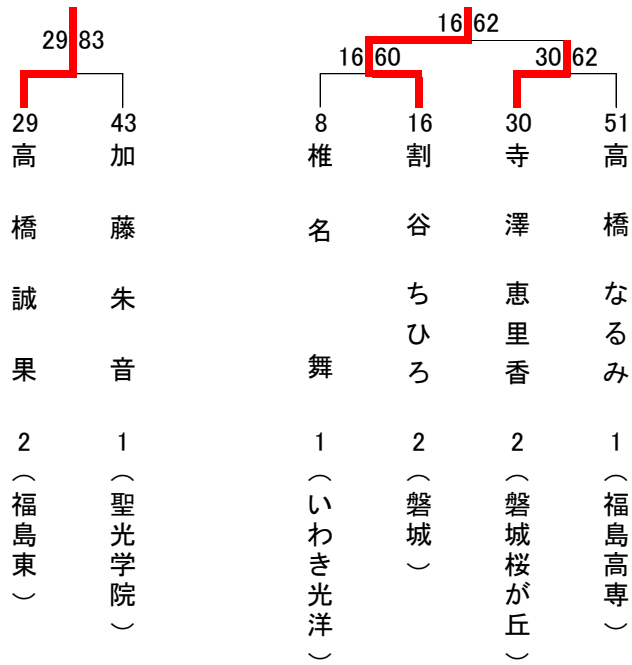 29 83
16 62
16 60
30 62
29
高橋誠果
2
(福島東)
43
加藤朱音
1
(聖光学院)
8
椎名 舞
1
(いわき光洋)
16
割谷ちひろ
2
(磐城)
30
寺澤恵里香
2
(磐城桜が丘)
51
高橋なるみ
1
(福島高専)